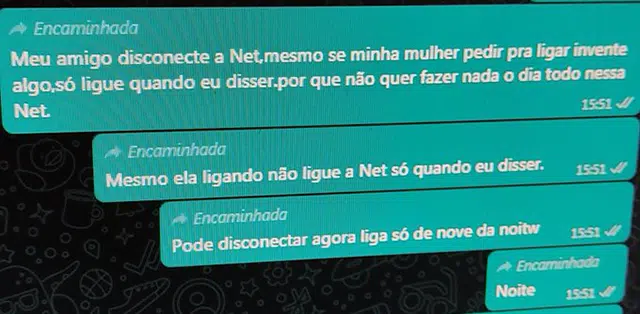 Encaminhada
Meu amigo disconecte a Net,mesmo se minha mulher pedir pra ligar invente
algo,só ligue quando eu disser.por que não quer fazer nada o dia todo nessa
Net.
15:51
Encaminhada
Mesmo ela ligando não ligue a Net só quando eu disser.
15:51
Encaminhada
Pode disconectar agora liga só de nove da noitw
15:51
Encaminhada
Noite
15:51